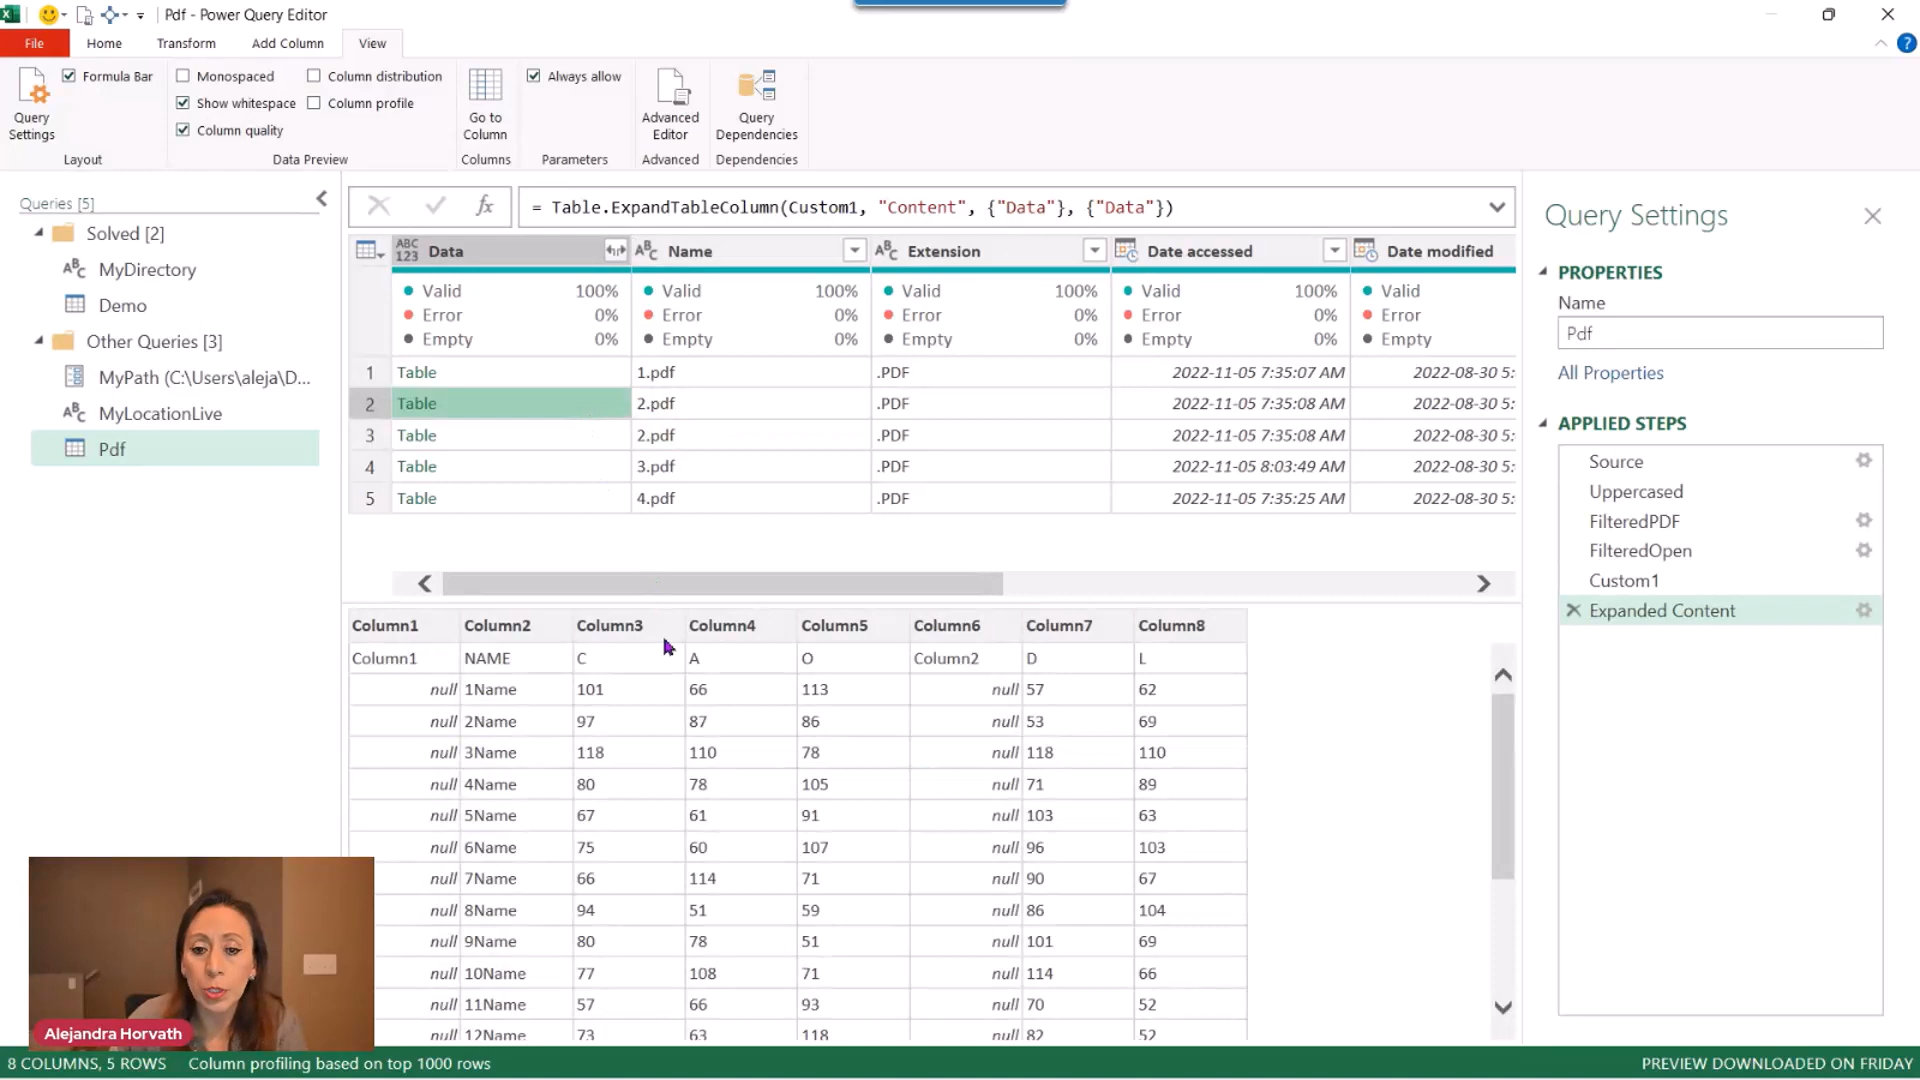 Pdf - Power Query Editor
File Home Transform Add Column View
Formula Bar
Monospaced
Column distribution
Show whitespace
Column profile
Column quality
Always allow
Query Settings
Go to Column
Advanced Editor
Query Dependencies
Layout Data Preview Columns Parameters Advanced Dependencies
Queries [5]
Solved [2]
MyDirectory
Demo
Other Queries [3]
MyPath (C:\Users\aleja\D...
MyLocationLive
Pdf
fx = Table.ExpandTableColumn(Custom1, "Content", {"Data"}, {"Data"})
ABC 123 Data ABC Name ABC Extension Date accessed Date modified
Valid 100% Valid 100% Valid 100% Valid 100% Valid
Error 0% Error 0% Error 0% Error 0% Error
Empty 0% Empty 0% Empty 0% Empty 0% Empty
1 Table 1.pdf .PDF 2022-11-05 7:35:07 AM 2022-08-30 5:
2 Table 2.pdf .PDF 2022-11-05 7:35:08 AM 2022-08-30 5:
3 Table 2.pdf .PDF 2022-11-05 7:35:08 AM 2022-08-30 5:
4 Table 3.pdf .PDF 2022-11-05 8:03:49 AM 2022-08-30 5:
5 Table 4.pdf .PDF 2022-11-05 7:35:25 AM 2022-08-30 5:
Column1 Column2 Column3 Column4 Column5 Column6 Column7 Column8
Column1 NAME C A O Column2 D L
null 1Name 101 66 113 null 57 62
null 2Name 97 87 86 null 53 69
null 3Name 118 110 78 null 118 110
null 4Name 80 78 105 null 71 89
null 5Name 67 61 91 null 103 63
null 6Name 75 60 107 null 96 103
null 7Name 66 114 71 null 90 67
null 8Name 94 51 59 null 86 104
null 9Name 80 78 51 null 101 69
null 10Name 77 108 71 null 114 66
null 11Name 57 66 93 null 70 52
null 12Name 73 63 118 null 82 52
Query Settings
PROPERTIES
Name
Pdf
All Properties
APPLIED STEPS
Source
Uppercased
FilteredPDF
FilteredOpen
Custom1
Expanded Content
Alejandra Horvath
8 COLUMNS, 5 ROWS Column profiling based on top 1000 rows PREVIEW DOWNLOADED ON FRIDAY